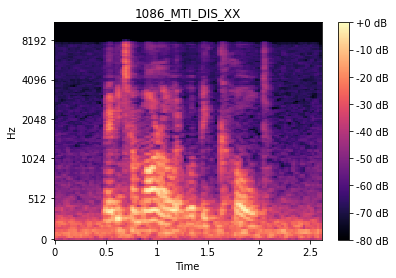 1086_MTI_DIS_XX
+0 dB
8192
-10 dB
4096
-20 dB
-30 dB
2048
Hz
-40 dB
1024
-50 dB
512
-60 dB
-70 dB
0
-80 dB
0 0.5 1 1.5 2 2.5
Time